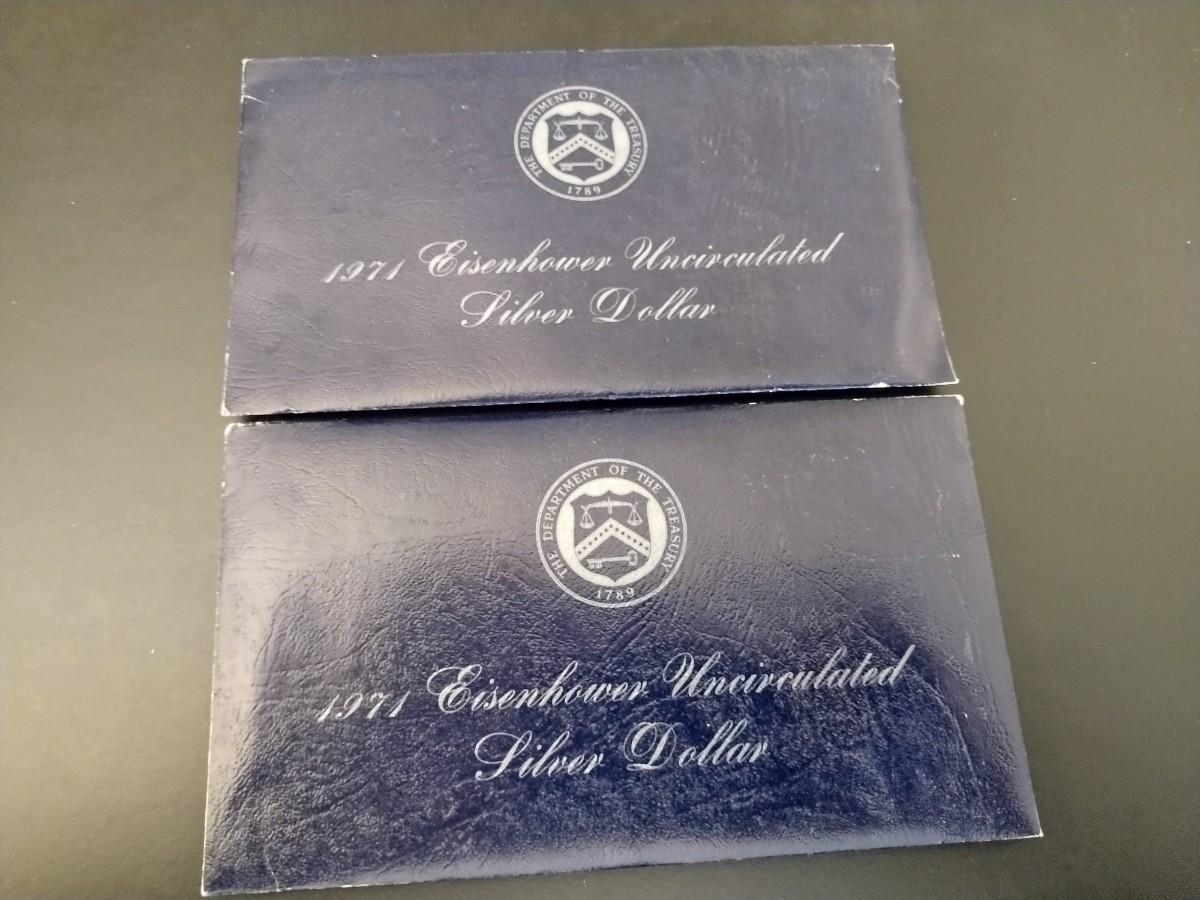 THE DEPARTMENT OF THE TREASURY
1789
1971 Eisenhower Uncirculated
Silver Dollar
THE DEPARTMENT OF THE TREASURY
1789
1971 Eisenhower Uncirculated
Silver Dollar